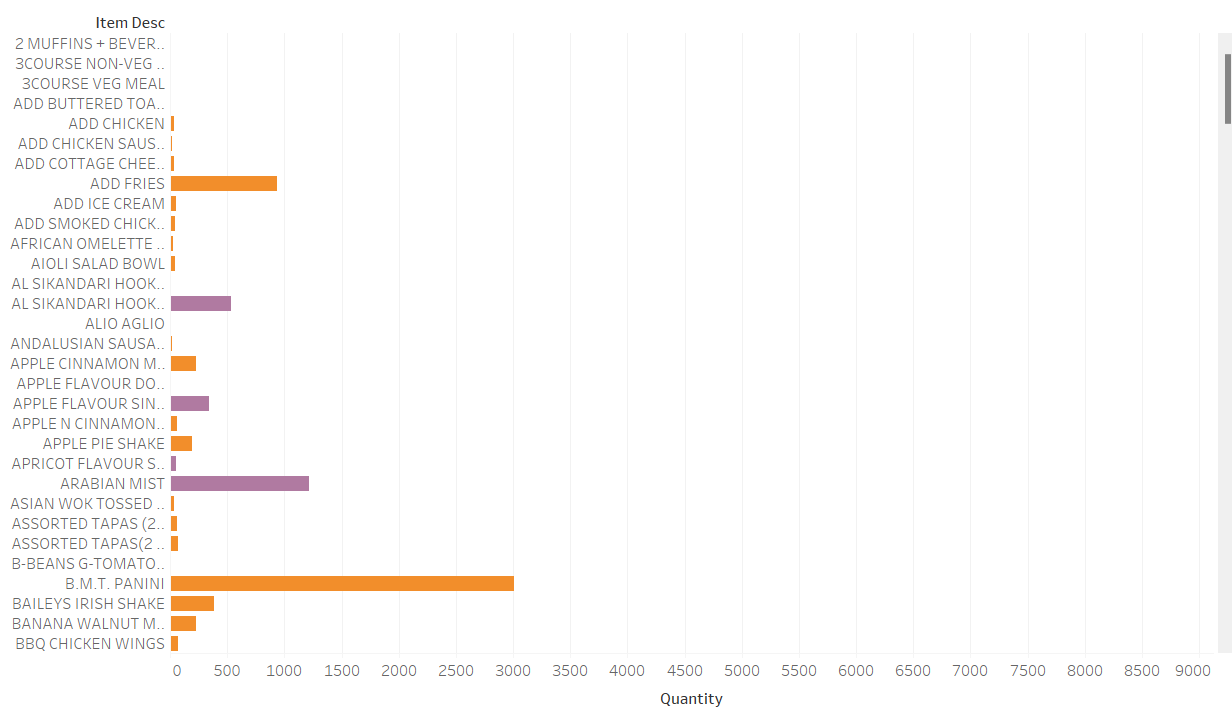 Item Desc
2 MUFFINS + BEVER..
3COURSE NON-VEG ..
3COURSE VEG MEAL
ADD BUTTERED TOA..
ADD CHICKEN
ADD CHICKEN SAUS..
ADD COTTAGE CHEE..
ADD FRIES
ADD ICE CREAM
ADD SMOKED CHICK..
AFRICAN OMELETTE ..
AIOLI SALAD BOWL
AL SIKANDARI HOOK..
AL SIKANDARI HOOK..
ALIO AGLIO
ANDALUSIAN SAUSA..
APPLE CINNAMON M..
APPLE FLAVOUR DO..
APPLE FLAVOUR SIN..
APPLE N CINNAMON..
APPLE PIE SHAKE
APRICOT FLAVOUR S..
ARABIAN MIST
ASIAN WOK TOSSED ..
ASSORTED TAPAS (2..
ASSORTED TAPAS(2 ..
B-BEANS G-TOMATO..
B.M.T. PANINI
BAILEYS IRISH SHAKE
BANANA WALNUT M..
BBQ CHICKEN WINGS
0 500 1000 1500 2000 2500 3000 3500 4000 4500 5000 5500 6000 6500 7000 7500 8000 8500 9000
Quantity